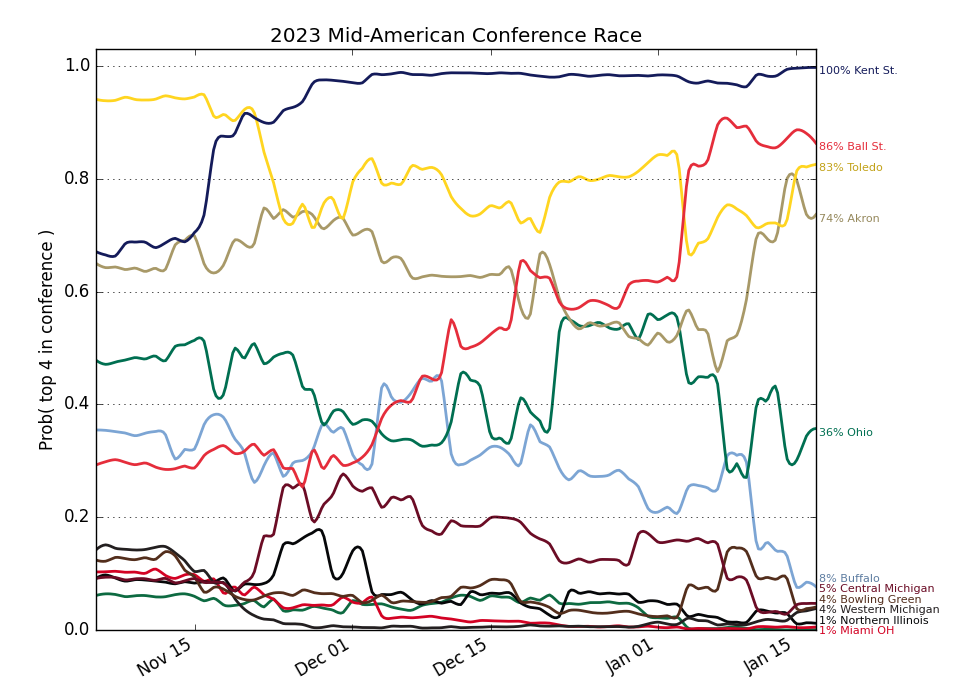 2023 Mid-American Conference Race
Prob( top 4 in conference )
1.0
0.8
0.6
0.4
0.2
0.0
Nov 15
Dec 01
Dec 15
Jan 01
Jan 15
100% Kent St.
86% Ball St.
83% Toledo
74% Akron
36% Ohio
8% Buffalo
5% Central Michigan
4% Bowling Green
4% Western Michigan
1% Northern Illinois
1% Miami OH